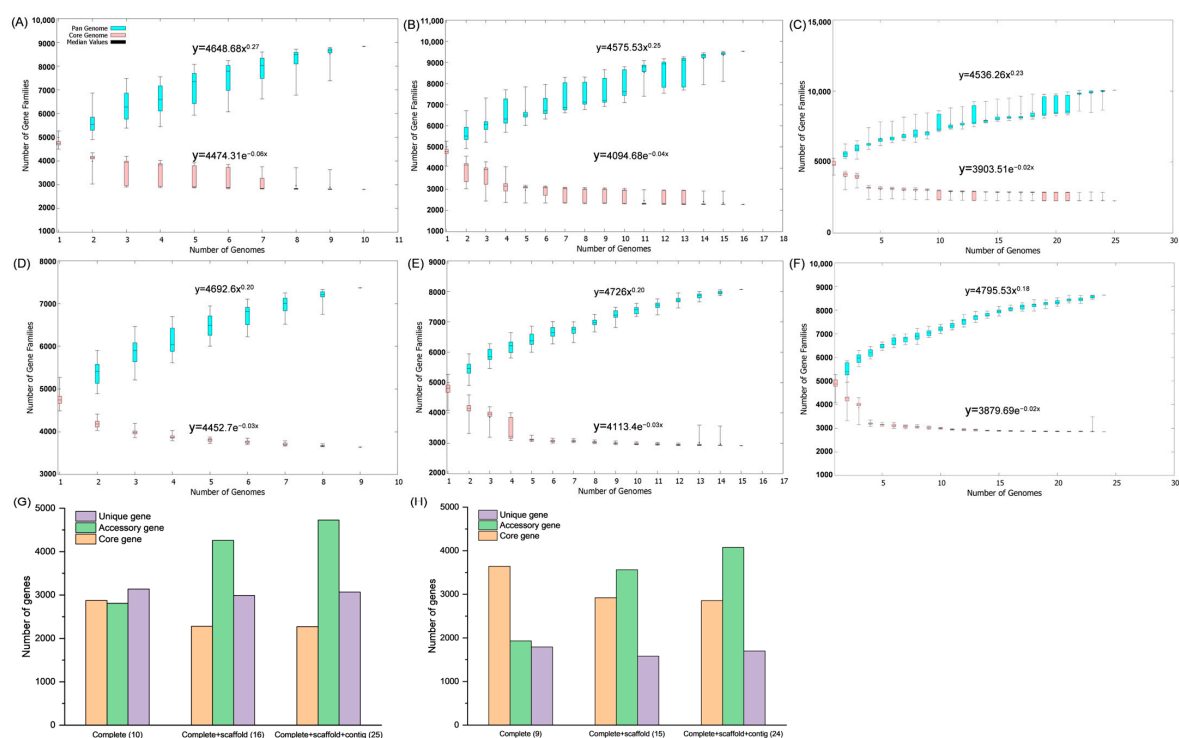 (A)
Pan Genome
Core Genome
Median Values
y=4648.68x^0.27
y=4474.31e^−0.06x
Number of Gene Families
10,000
9000
8000
7000
6000
5000
4000
3000
2000
1000
1 2 3 4 5 6 7 8 9 10 11
Number of Genomes
(B)
y=4575.53x^0.25
y=4094.68e^−0.04x
Number of Gene Families
10,000
9000
8000
7000
6000
5000
4000
3000
2000
1000
1 2 3 4 5 6 7 8 9 10 11 12 13 14 15 16 17 18
Number of Genomes
(C)
y=4536.26x^0.23
y=3903.51e^−0.02x
Number of Gene Families
15,000
10,000
5000
0
5 10 15 20 25 30
Number of Genomes
(D)
y=4692.6x^0.20
y=4452.7e^−0.03x
Number of Gene Families
8000
7000
6000
5000
4000
3000
1 2 3 4 5 6 7 8 9 10
Number of Genomes
(E)
y=4726x^0.20
y=4113.4e^−0.03x
Number of Gene Families
9000
8000
7000
6000
5000
4000
3000
2000
1 2 3 4 5 6 7 8 9 10 11 12 13 14 15 16 17
Number of Genomes
(F)
y=4795.53x^0.18
y=3879.69e^−0.02x
Number of Gene Families
10,000
9000
8000
7000
6000
5000
4000
3000
2000
1000
5 10 15 20 25 30
Number of Genomes
(G)
Unique gene
Accessory gene
Core gene
Number of genes
5000
4000
3000
2000
1000
0
Complete (10) Complete+scaffold (16) Complete+scaffold+contig (25)
(H)
Unique gene
Accessory gene
Core gene
Number of genes
5000
4000
3000
2000
1000
0
Complete (9) Complete+scaffold (15) Complete+scaffold+contig (24)